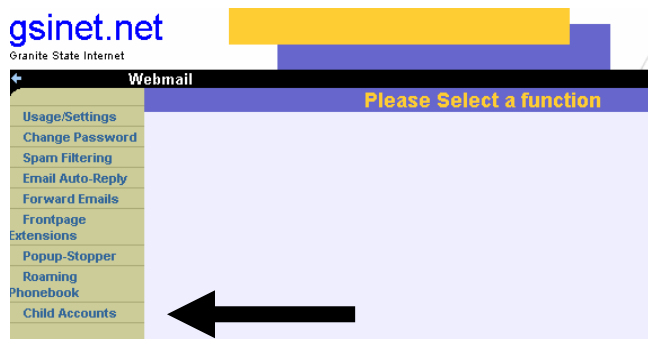 gsinet.net
Granite State Internet
Webmail
Please Select a function
Usage/Settings
Change Password
Spam Filtering
Email Auto-Reply
Forward Emails
Frontpage
Extensions
Popup-Stopper
Roaming
Phonebook
Child Accounts